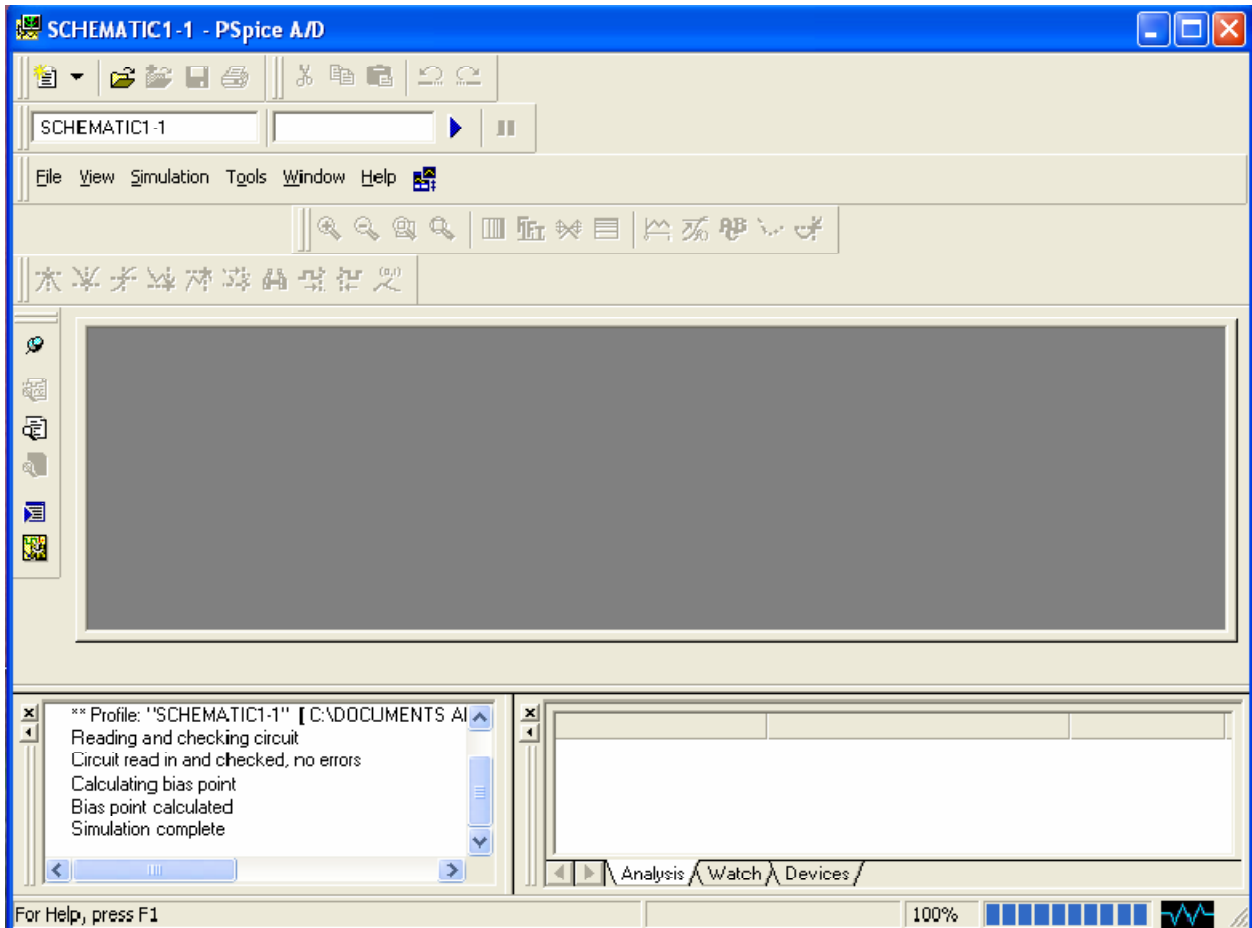 SCHEMATIC1-1 - PSpice A/D
SCHEMATIC1-1
File View Simulation Tools Window Help
** Profile: "SCHEMATIC1-1" [ C:\DOCUMENTS AI
Reading and checking circuit
Circuit read in and checked, no errors
Calculating bias point
Bias point calculated
Simulation complete
Analysis Watch Devices
For Help, press F1
100%